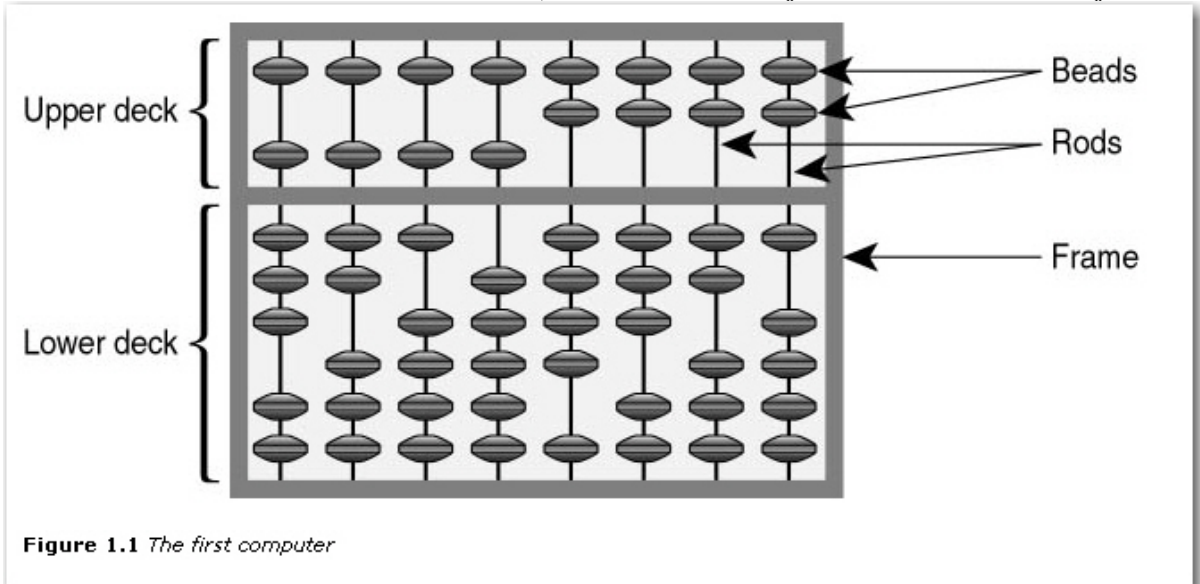 Upper deck
Beads
Rods
Frame
Lower deck
Figure 1.1 The first computer